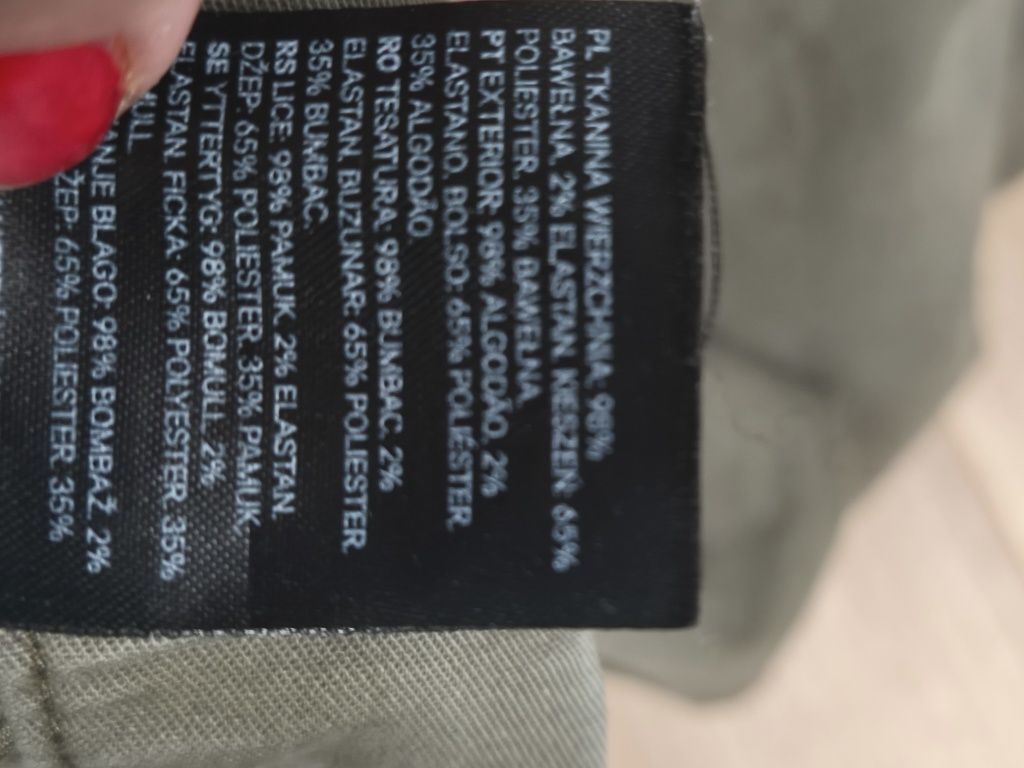 PL TKANINA WIERZCHNIA: 98%
BAWEŁNA, 2% ELASTAN. KIESZEŃ: 65%
POLIESTER, 35% BAWEŁNA.
PT EXTERIOR: 98% ALGODÃO, 2%
ELASTANO. BOLSO: 65% POLIÉSTER,
35% ALGODÃO.
RO TESATURA: 98% BUMBAC, 2%
ELASTAN. BUZUNAR: 65% POLIESTER,
35% BUMBAC.
RS LICE: 98% PAMUK, 2% ELASTAN.
DŽEP: 65% POLIESTER, 35% PAMUK.
SE YTTERTYG: 98% BOMULL, 2%
ELASTAN. FICKA: 65% POLYESTER, 35%
BLAGO: 98% BOMBAŽ, 2%
65% POLIESTER, 35%